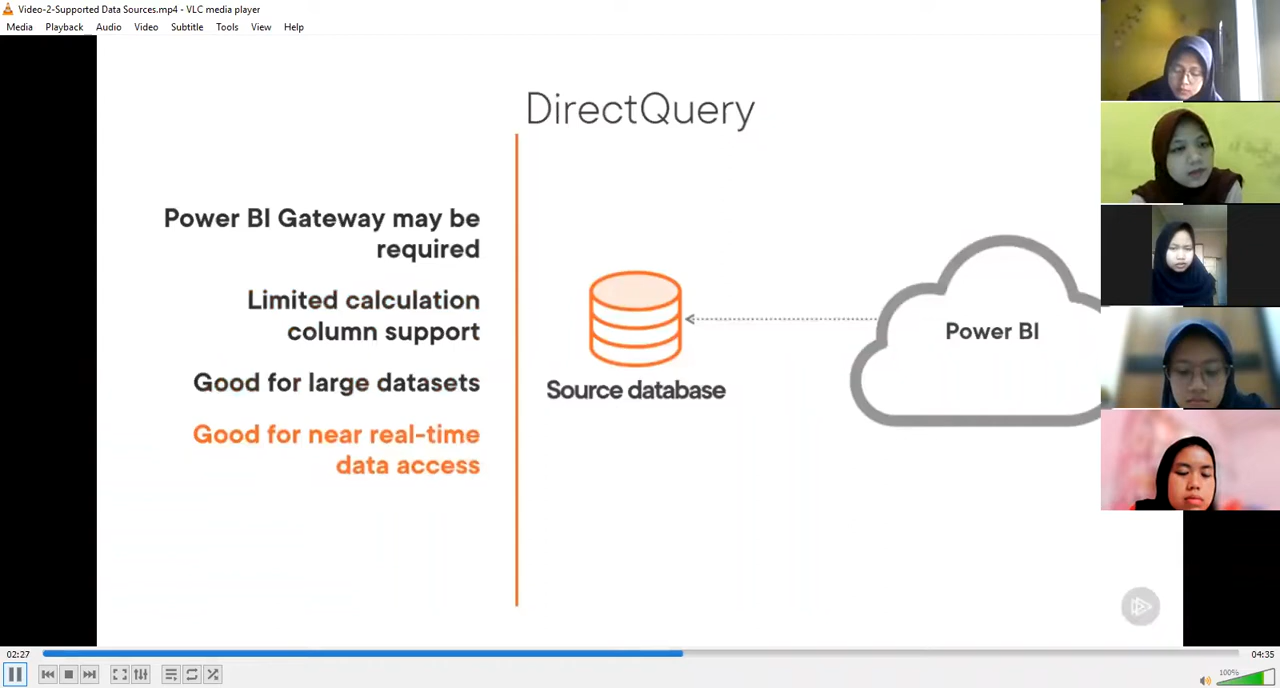 Video-2-Supported Data Sources.mp4 - VLC media player
Media Playback Audio Video Subtitle Tools View Help
DirectQuery
Power BI Gateway may be
required
Limited calculation
column support
Good for large datasets
Good for near real-time
data access
Source database
Power BI
02:27
04:35
100%